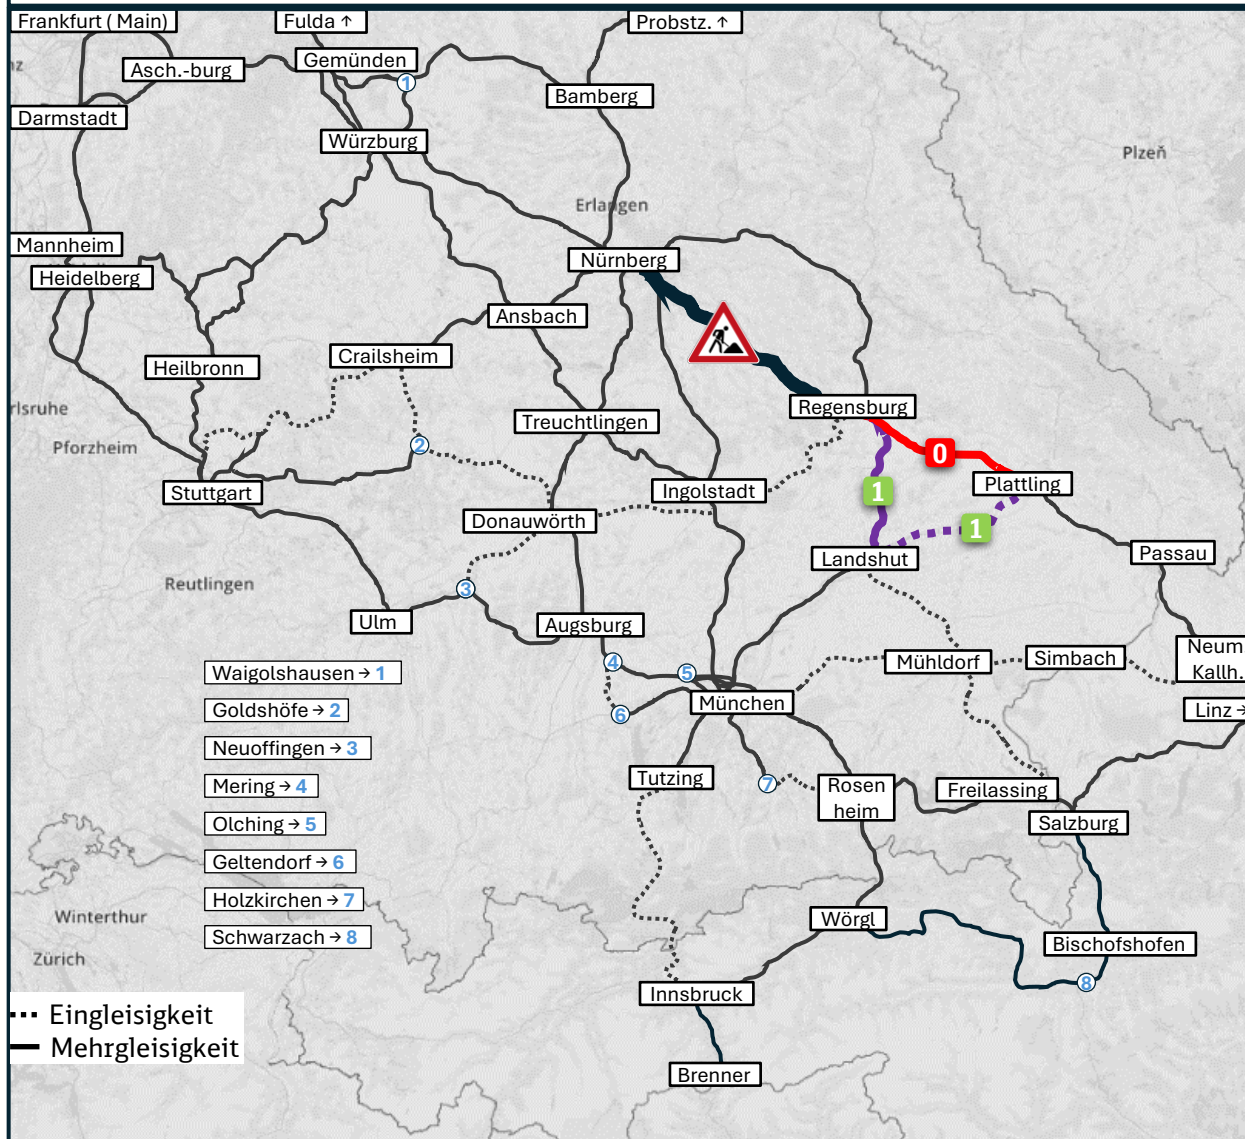 Frankfurt ( Main)
Fulda ↑
Probstz. ↑
Asch.-burg
Gemünden
1
Bamberg
Darmstadt
Würzburg
Plzeň
Erlangen
Mannheim
Nürnberg
Heidelberg
Ansbach
Crailsheim
Heilbronn
rlsruhe
Regensburg
Treuchtlingen
Pforzheim
2
0
Stuttgart
Ingolstadt
1
Plattling
Donauwörth
1
Landshut
Passau
Reutlingen
3
Ulm
Augsburg
Neum.
Kallh.
4
5
Mühldorf
Simbach
Waigolshausen → 1
München
Linz →
Goldshöfe → 2
6
Neuoffingen → 3
Tutzing
7
Rosen
heim
Freilassing
Mering → 4
Salzburg
Olching → 5
Geltendorf → 6
Holzkirchen → 7
Winterthur
Wörgl
Schwarzach → 8
Bischofshofen
Zürich
8
Innsbruck
Eingleisigkeit
Mehrgleisigkeit
Brenner